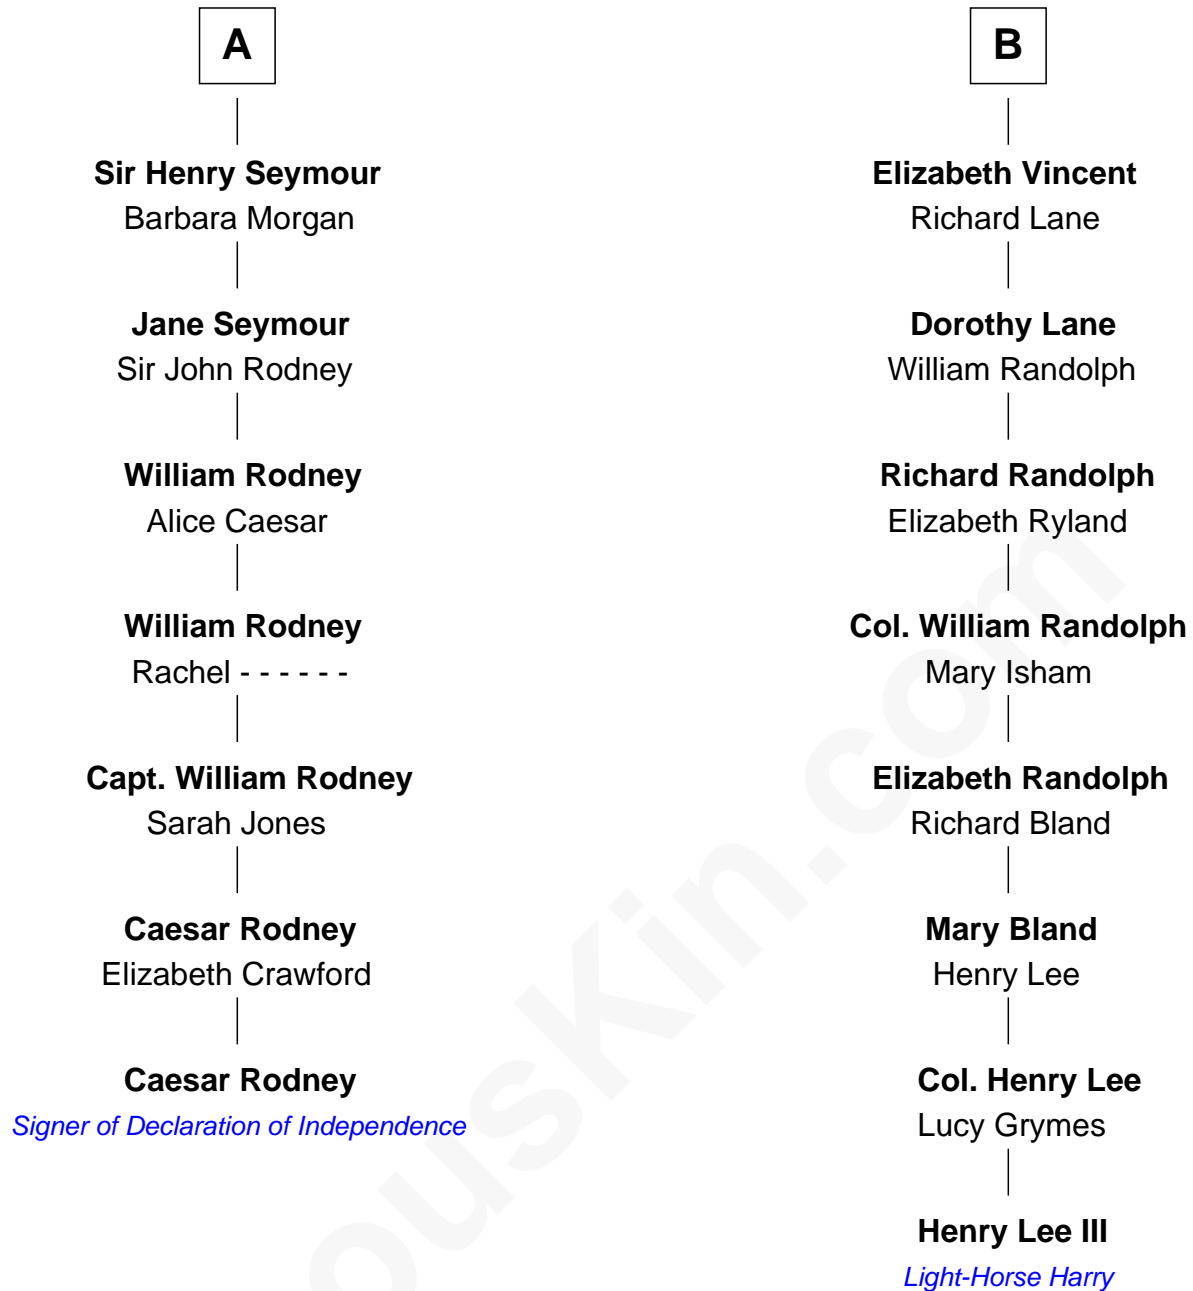 A
Sir Henry Seymour
Barbara Morgan
Jane Seymour
Sir John Rodney
William Rodney
Alice Caesar
William Rodney
Rachel - - - - - -
Capt. William Rodney
Sarah Jones
Caesar Rodney
Elizabeth Crawford
Caesar Rodney
Signer of Declaration of Independence
B
Elizabeth Vincent
Richard Lane
Dorothy Lane
William Randolph
Richard Randolph
Elizabeth Ryland
Col. William Randolph
Mary Isham
Elizabeth Randolph
Richard Bland
Mary Bland
Henry Lee
Col. Henry Lee
Lucy Grymes
Henry Lee III
Light-Horse Harry
ousKin.com